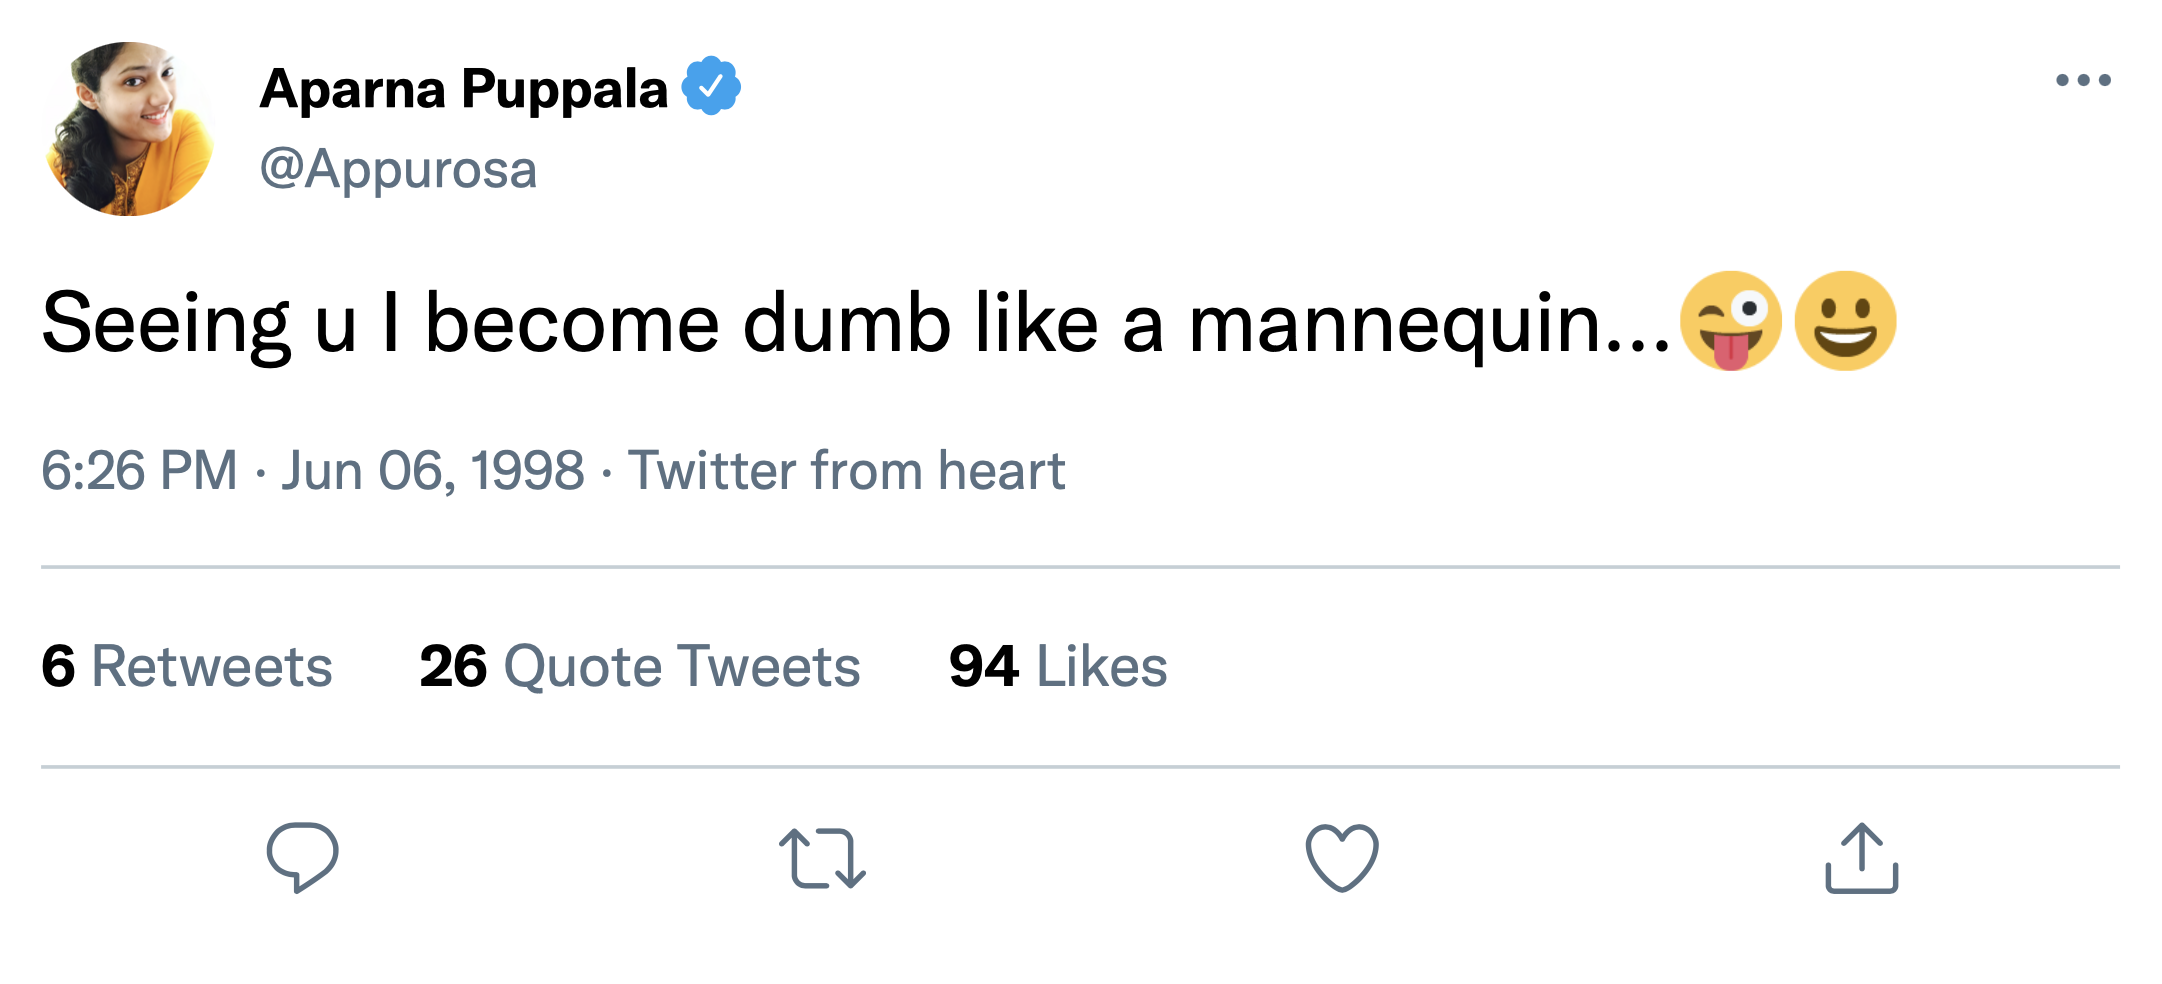 Aparna Puppala
@Appurosa
Seeing u I become dumb like a mannequin...😜😀
6:26 PM · Jun 06, 1998 · Twitter from heart
6 Retweets 26 Quote Tweets 94 Likes